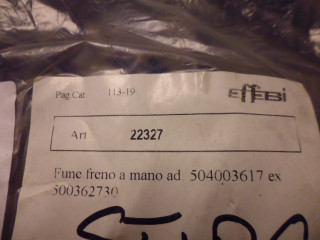 Pag.Cat 113-19 EFFEBI
Art 22327
Fune freno a mano ad 504003617 ex
500362730